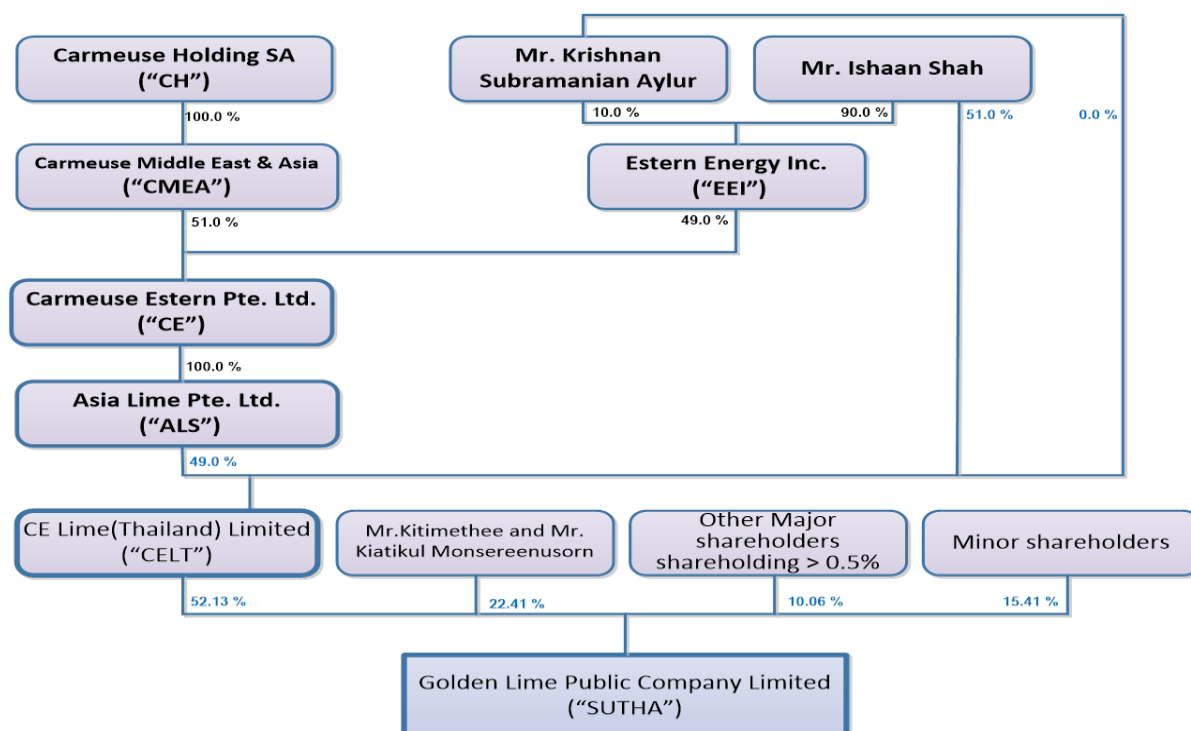 Carmeuse Holding SA
(“CH”)
Mr. Krishnan
Subramanian Aylur
Mr. Ishaan Shah
100.0 %
10.0 %
90.0 %
51.0 %
0.0 %
Carmeuse Middle East & Asia
(“CMEA”)
Estern Energy Inc.
(“EEI”)
51.0 %
49.0 %
Carmeuse Estern Pte. Ltd.
(“CE”)
100.0 %
Asia Lime Pte. Ltd.
(“ALS”)
49.0 %
CE Lime(Thailand) Limited
(“CELT”)
Mr.Kitimethee and Mr.
Kiatikul Monsereenusorn
Other Major
shareholders
shareholding > 0.5%
Minor shareholders
52.13 %
22.41 %
10.06 %
15.41 %
Golden Lime Public Company Limited
(“SUTHA”)